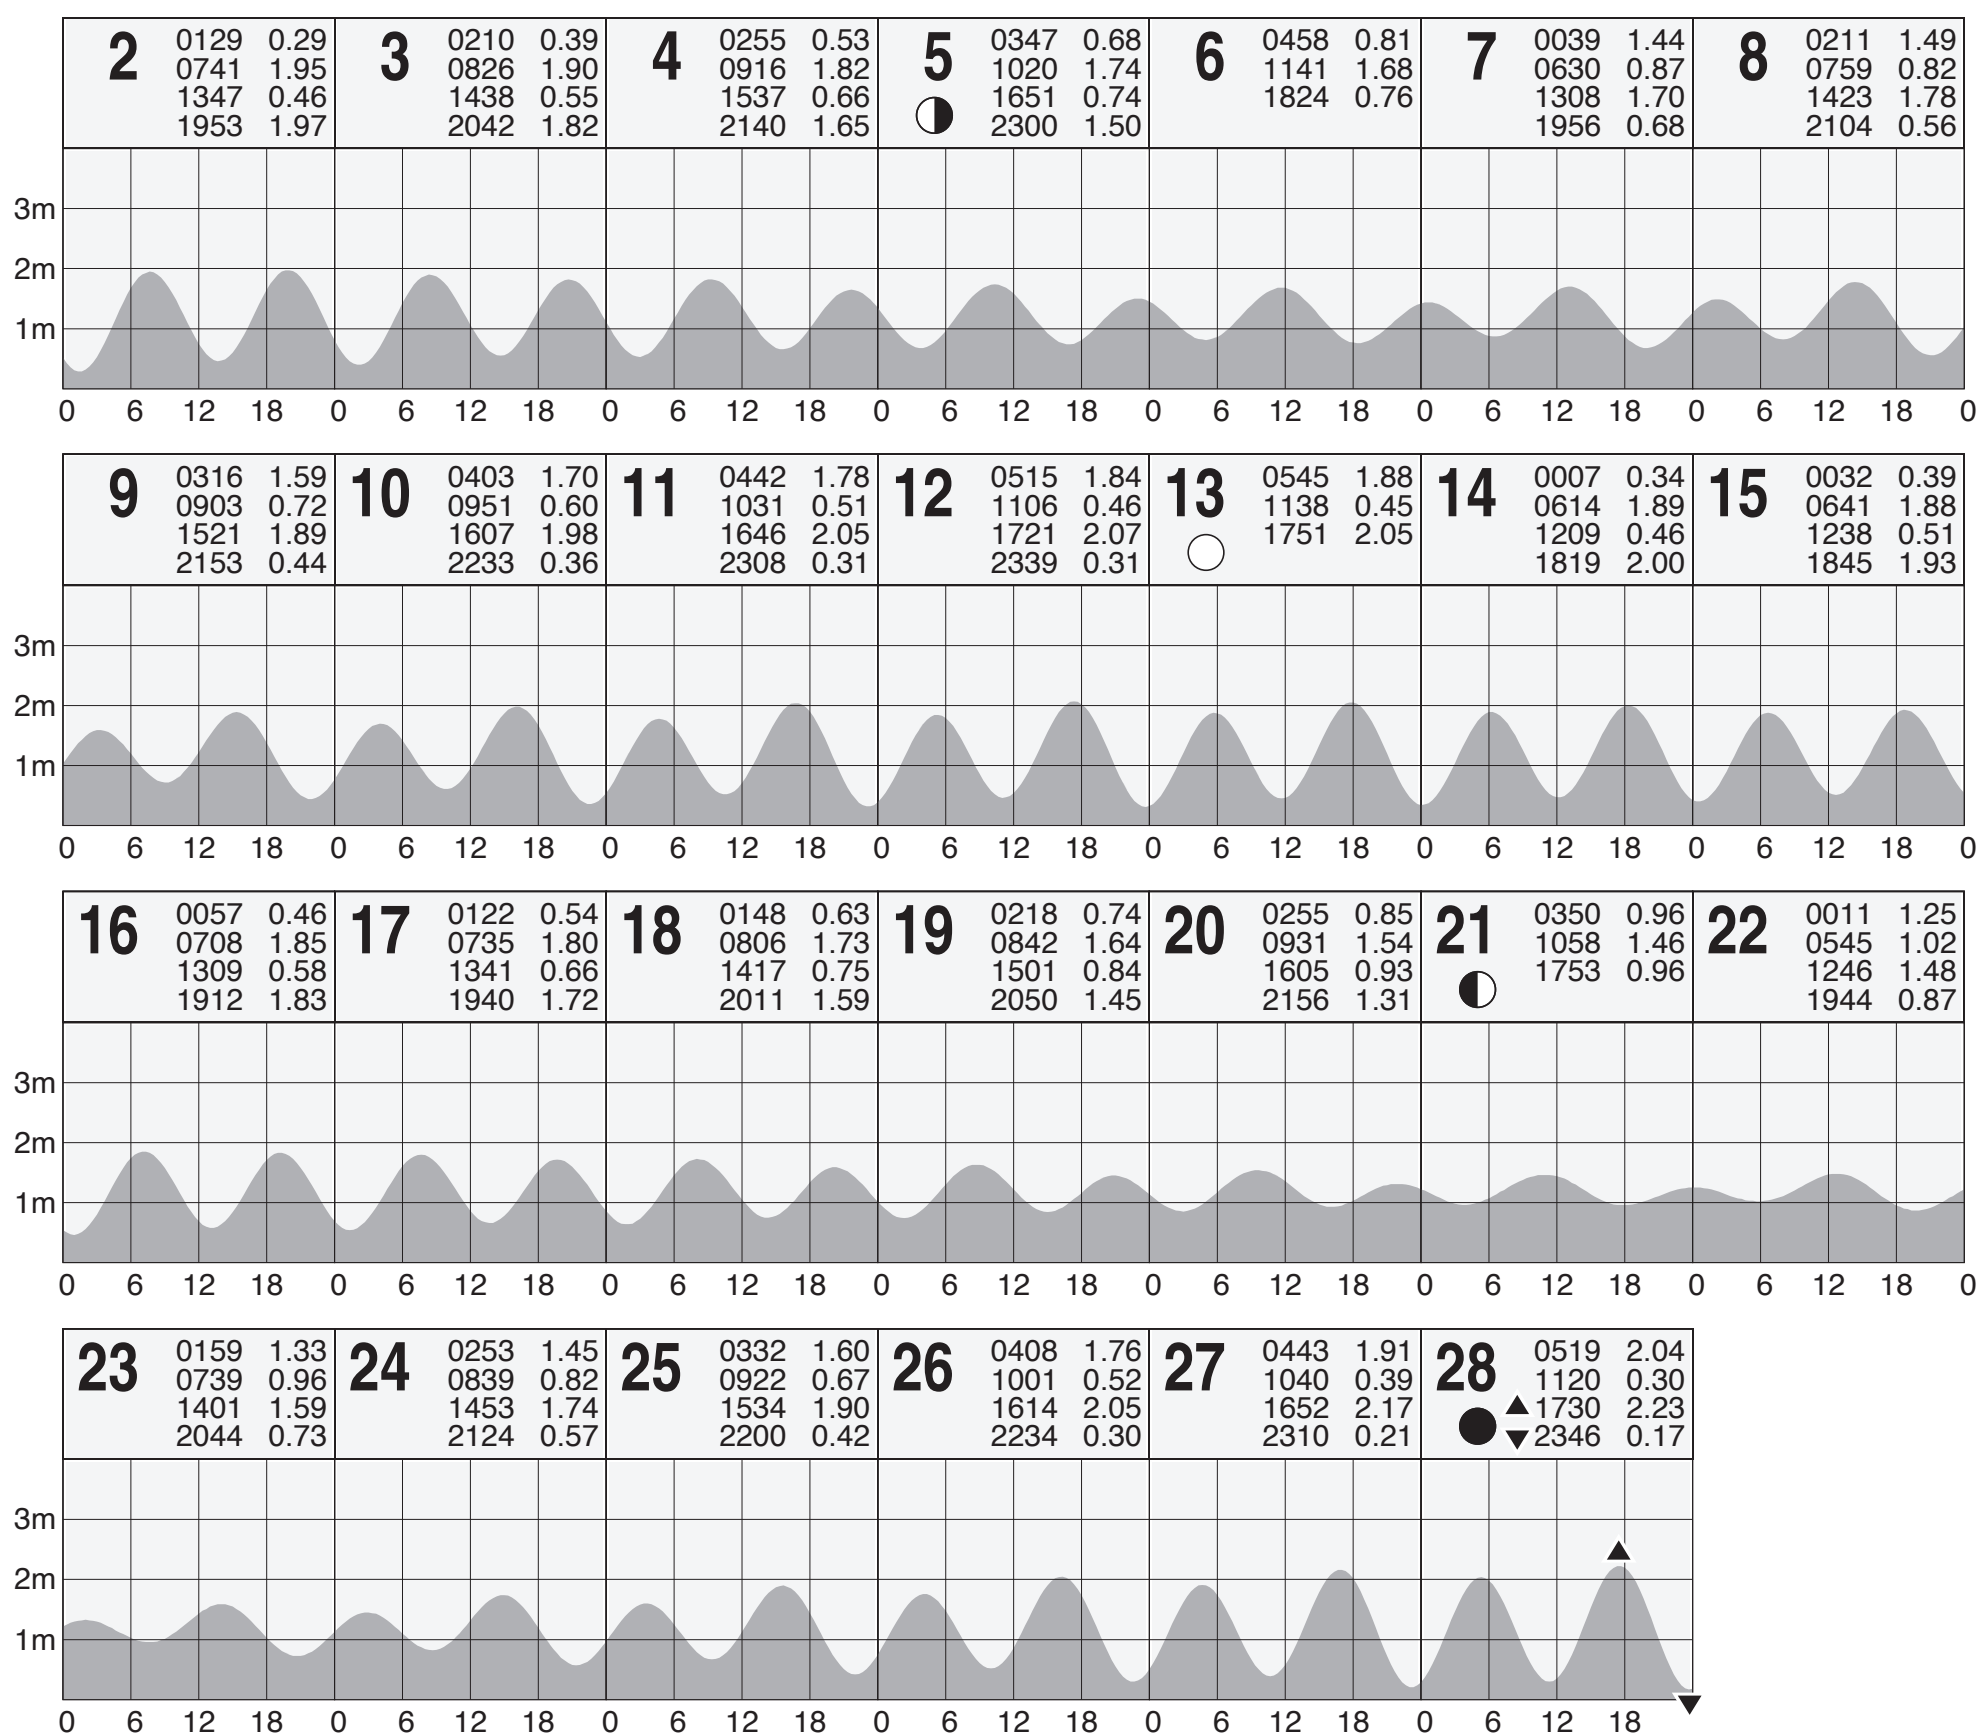 2 0129 0.29 3 0210 0.39 4 0255 0.53 5 0347 0.68 6 0458 0.81 7 0039 1.44 8 0211 1.49
0741 1.95 0826 1.90 0916 1.82 1020 1.74 1141 1.68 0630 0.87 0759 0.82
1347 0.46 1438 0.55 1537 0.66 1651 0.74 1824 0.76 1308 1.70 1423 1.78
1953 1.97 2042 1.82 2140 1.65 2300 1.50 1956 0.68 2104 0.56
3m
2m
1m
0 6 12 18 0 6 12 18 0 6 12 18 0 6 12 18 0 6 12 18 0 6 12 18 0 6 12 18 0
9 0316 1.59 10 0403 1.70 11 0442 1.78 12 0515 1.84 13 0545 1.88 14 0007 0.34 15 0032 0.39
0903 0.72 0951 0.60 1031 0.51 1106 0.46 1138 0.45 0614 1.89 0641 1.88
1521 1.89 1607 1.98 1646 2.05 1721 2.07 1751 2.05 1209 0.46 1238 0.51
2153 0.44 2233 0.36 2308 0.31 2339 0.31 1819 2.00 1845 1.93
3m
2m
1m
0 6 12 18 0 6 12 18 0 6 12 18 0 6 12 18 0 6 12 18 0 6 12 18 0 6 12 18 0
16 0057 0.46 17 0122 0.54 18 0148 0.63 19 0218 0.74 20 0255 0.85 21 0350 0.96 22 0011 1.25
0708 1.85 0735 1.80 0806 1.73 0842 1.64 0931 1.54 1058 1.46 0545 1.02
1309 0.58 1341 0.66 1417 0.75 1501 0.84 1605 0.93 1753 0.96 1246 1.48
1912 1.83 1940 1.72 2011 1.59 2050 1.45 2156 1.31 1944 0.87
3m
2m
1m
0 6 12 18 0 6 12 18 0 6 12 18 0 6 12 18 0 6 12 18 0 6 12 18 0 6 12 18 0
23 0159 1.33 24 0253 1.45 25 0332 1.60 26 0408 1.76 27 0443 1.91 28 0519 2.04
0739 0.96 0839 0.82 0922 0.67 1001 0.52 1040 0.39 1120 0.30
1401 1.59 1453 1.74 1534 1.90 1614 2.05 1652 2.17 1730 2.23
2044 0.73 2124 0.57 2200 0.42 2234 0.30 2310 0.21 2346 0.17
3m
2m
1m
0 6 12 18 0 6 12 18 0 6 12 18 0 6 12 18 0 6 12 18 0 6 12 18